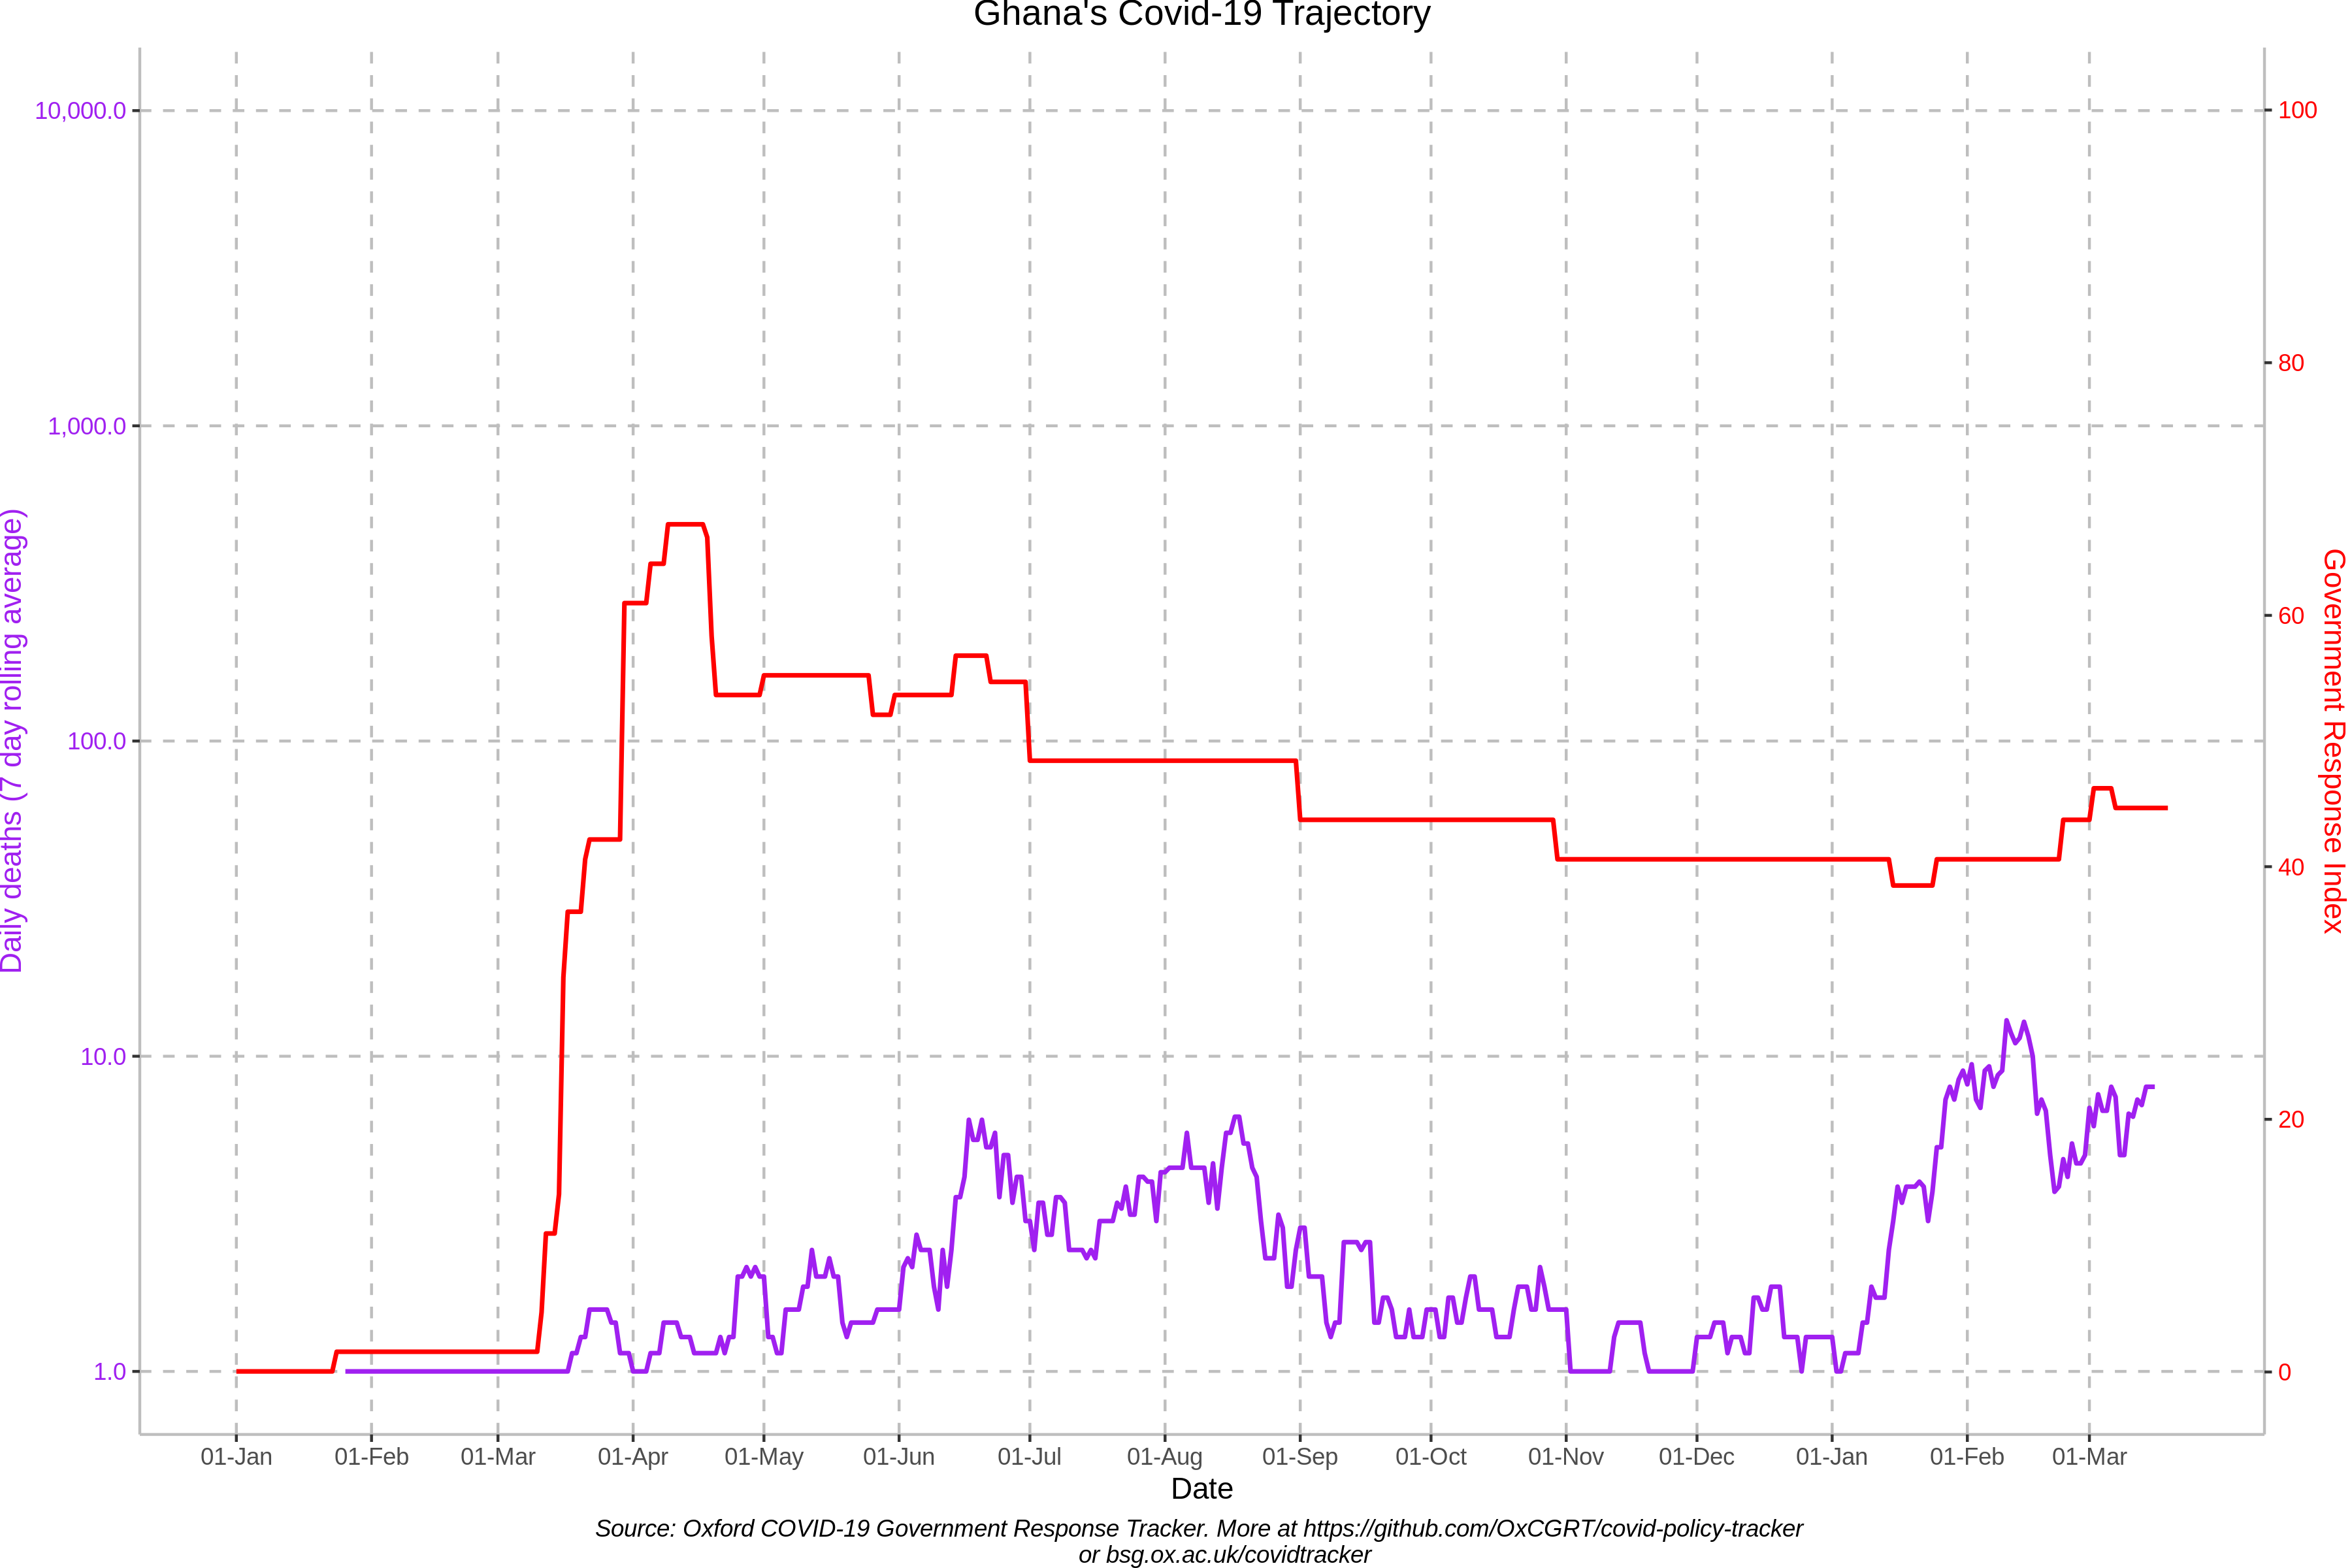 Ghana's Covid-19 Trajectory
10,000.0
1,000.0
100.0
10.0
1.0
Daily deaths (7 day rolling average)
100
80
60
40
20
0
Government Response Index
01-Jan
01-Feb
01-Mar
01-Apr
01-May
01-Jun
01-Jul
01-Aug
01-Sep
01-Oct
01-Nov
01-Dec
01-Jan
01-Feb
01-Mar
Date
Source: Oxford COVID-19 Government Response Tracker. More at https://github.com/OxCGRT/covid-policy-tracker
or bsg.ox.ac.uk/covidtracker